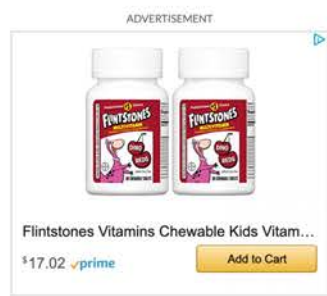 ADVERTISEMENT
FLINTSTONES
FLINTSTONES
Flintstones Vitamins Chewable Kids Vitam...
$17.02 prime
Add to Cart